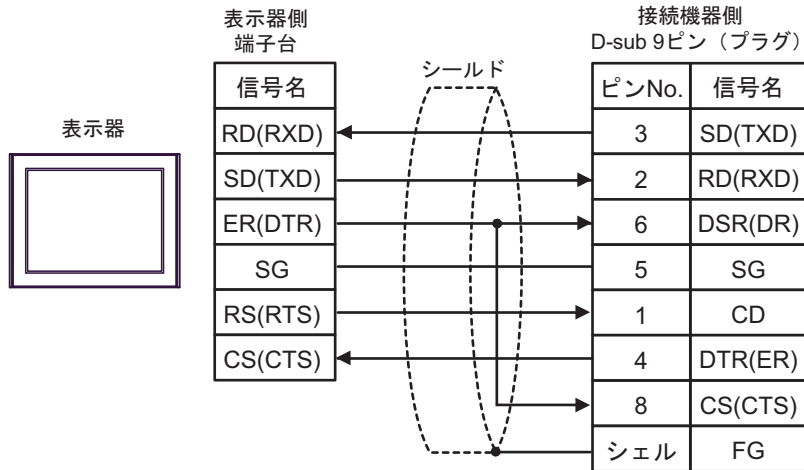 表示器側
端子台
接続機器側
D-sub 9ピン（プラグ）
シールド
表示器
信号名
RD(RXD)
SD(TXD)
ER(DTR)
SG
RS(RTS)
CS(CTS)
ピンNo. 信号名
3 SD(TXD)
2 RD(RXD)
6 DSR(DR)
5 SG
1 CD
4 DTR(ER)
8 CS(CTS)
シェル FG